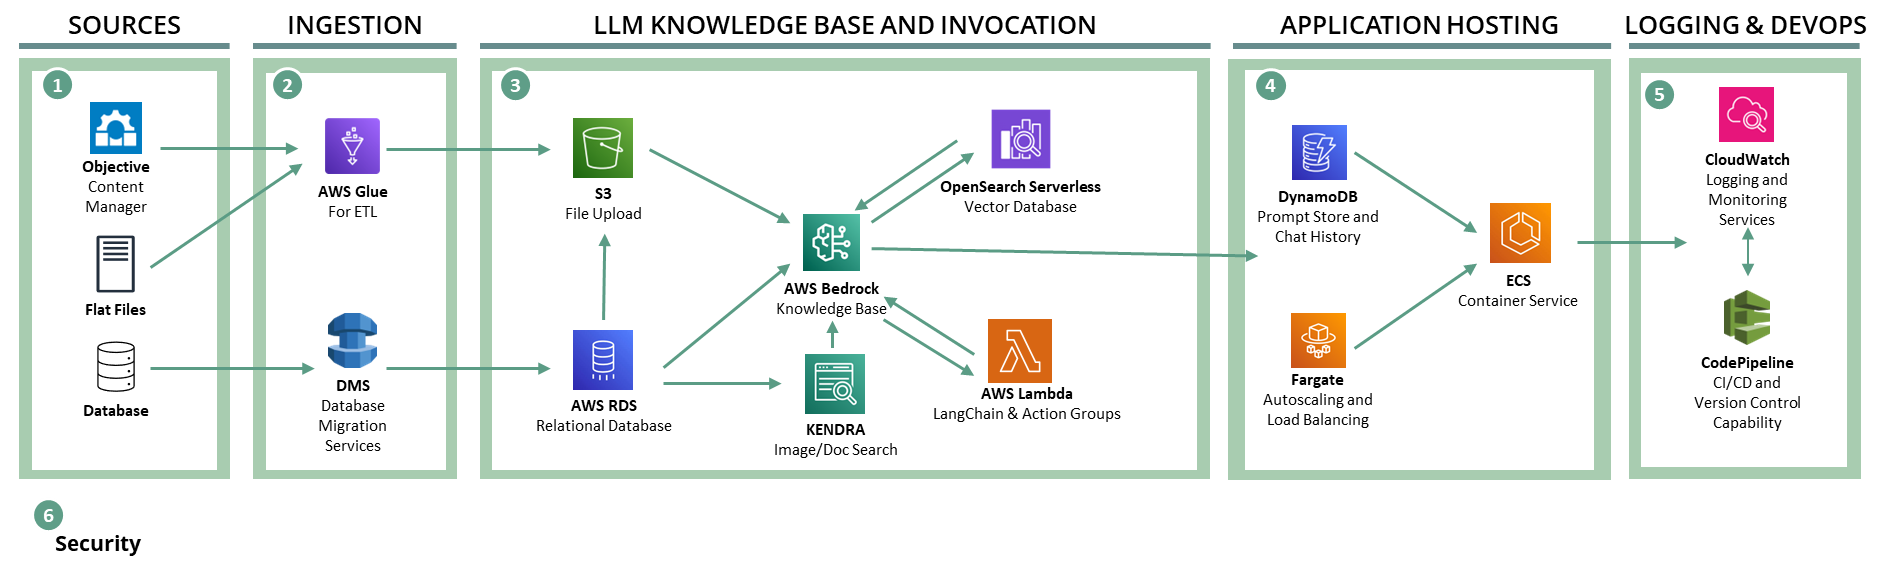 SOURCES
INGESTION
LLM KNOWLEDGE BASE AND INVOCATION
APPLICATION HOSTING
LOGGING & DEVOPS
1
Objective
Content
Manager
Flat Files
Database
2
AWS Glue
For ETL
DMS
Database
Migration
Services
3
S3
File Upload
AWS RDS
Relational Database
OpenSearch Serverless
Vector Database
AWS Bedrock
Knowledge Base
KENDRA
Image/Doc Search
AWS Lambda
LangChain & Action Groups
4
DynamoDB
Prompt Store and
Chat History
Fargate
Autoscaling and
Load Balancing
ECS
Container Service
5
CloudWatch
Logging and
Monitoring
Services
CodePipeline
CI/CD and
Version Control
Capability
6
Security